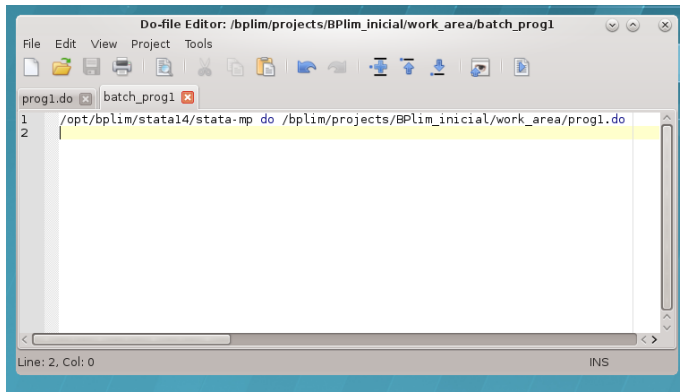 Do-file Editor: /bplim/projects/BPlim_inicial/work_area/batch_prog1
File Edit View Project Tools
prog1.do batch_prog1
1 /opt/bplim/stata14/stata-mp do /bplim/projects/BPlim_inicial/work_area/prog1.do
2
Line: 2, Col: 0 INS